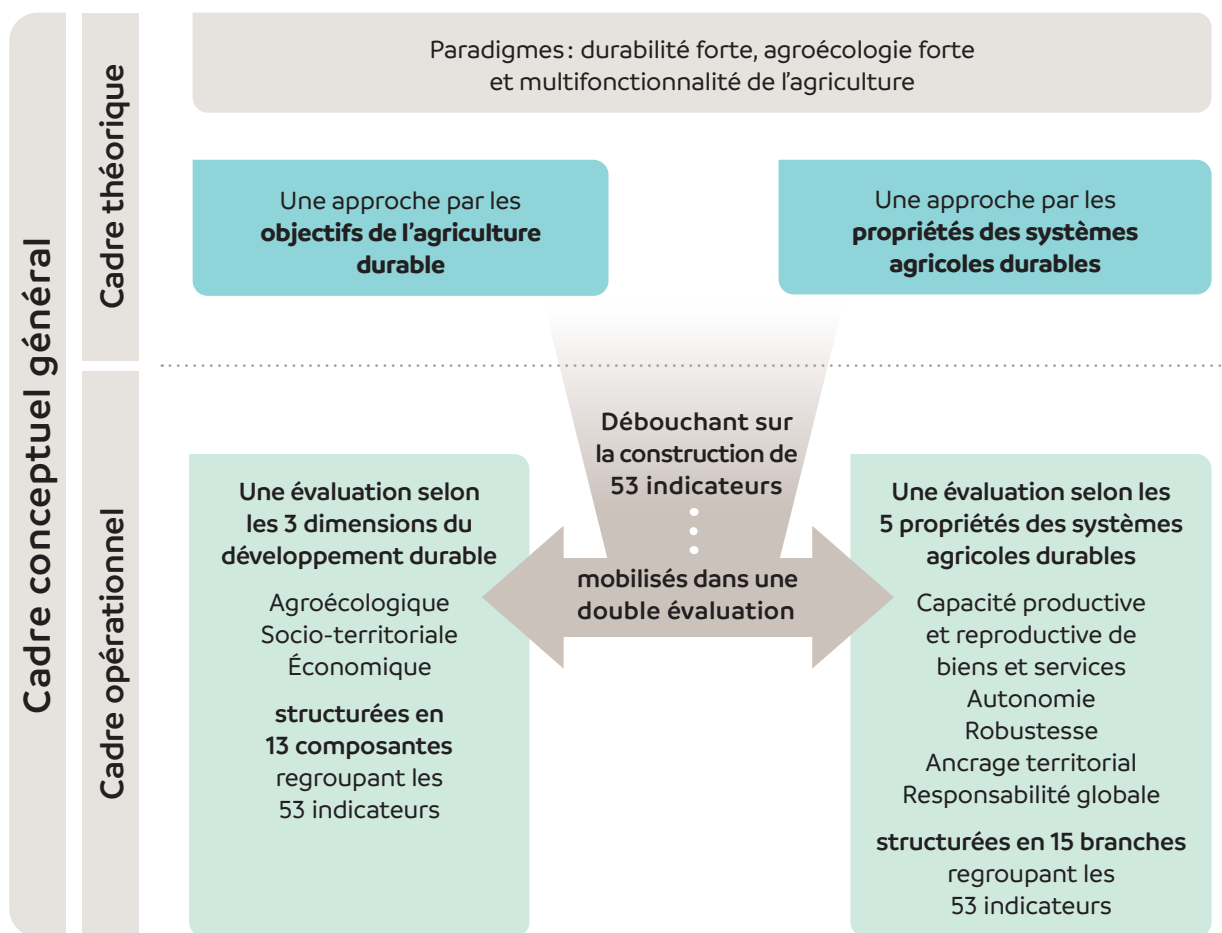 Cadre conceptuel général
Cadre théorique
Paradigmes : durabilité forte, agroécologie forte
et multifonctionnalité de l'agriculture
Une approche par les
objectifs de l'agriculture
durable
Une approche par les
propriétés des systèmes
agricoles durables
Cadre opérationnel
Débouchant sur
la construction de
53 indicateurs
mobilisés dans une
double évaluation
Une évaluation selon
les 3 dimensions du
développement durable
Agroécologique
Socio-territoriale
Économique
structurées en
13 composantes
regroupant les
53 indicateurs
Une évaluation selon les
5 propriétés des systèmes
agricoles durables
Capacité productive
et reproductive de
biens et services
Autonomie
Robustesse
Ancrage territorial
Responsabilité globale
structurées en 15 branches
regroupant les
53 indicateurs